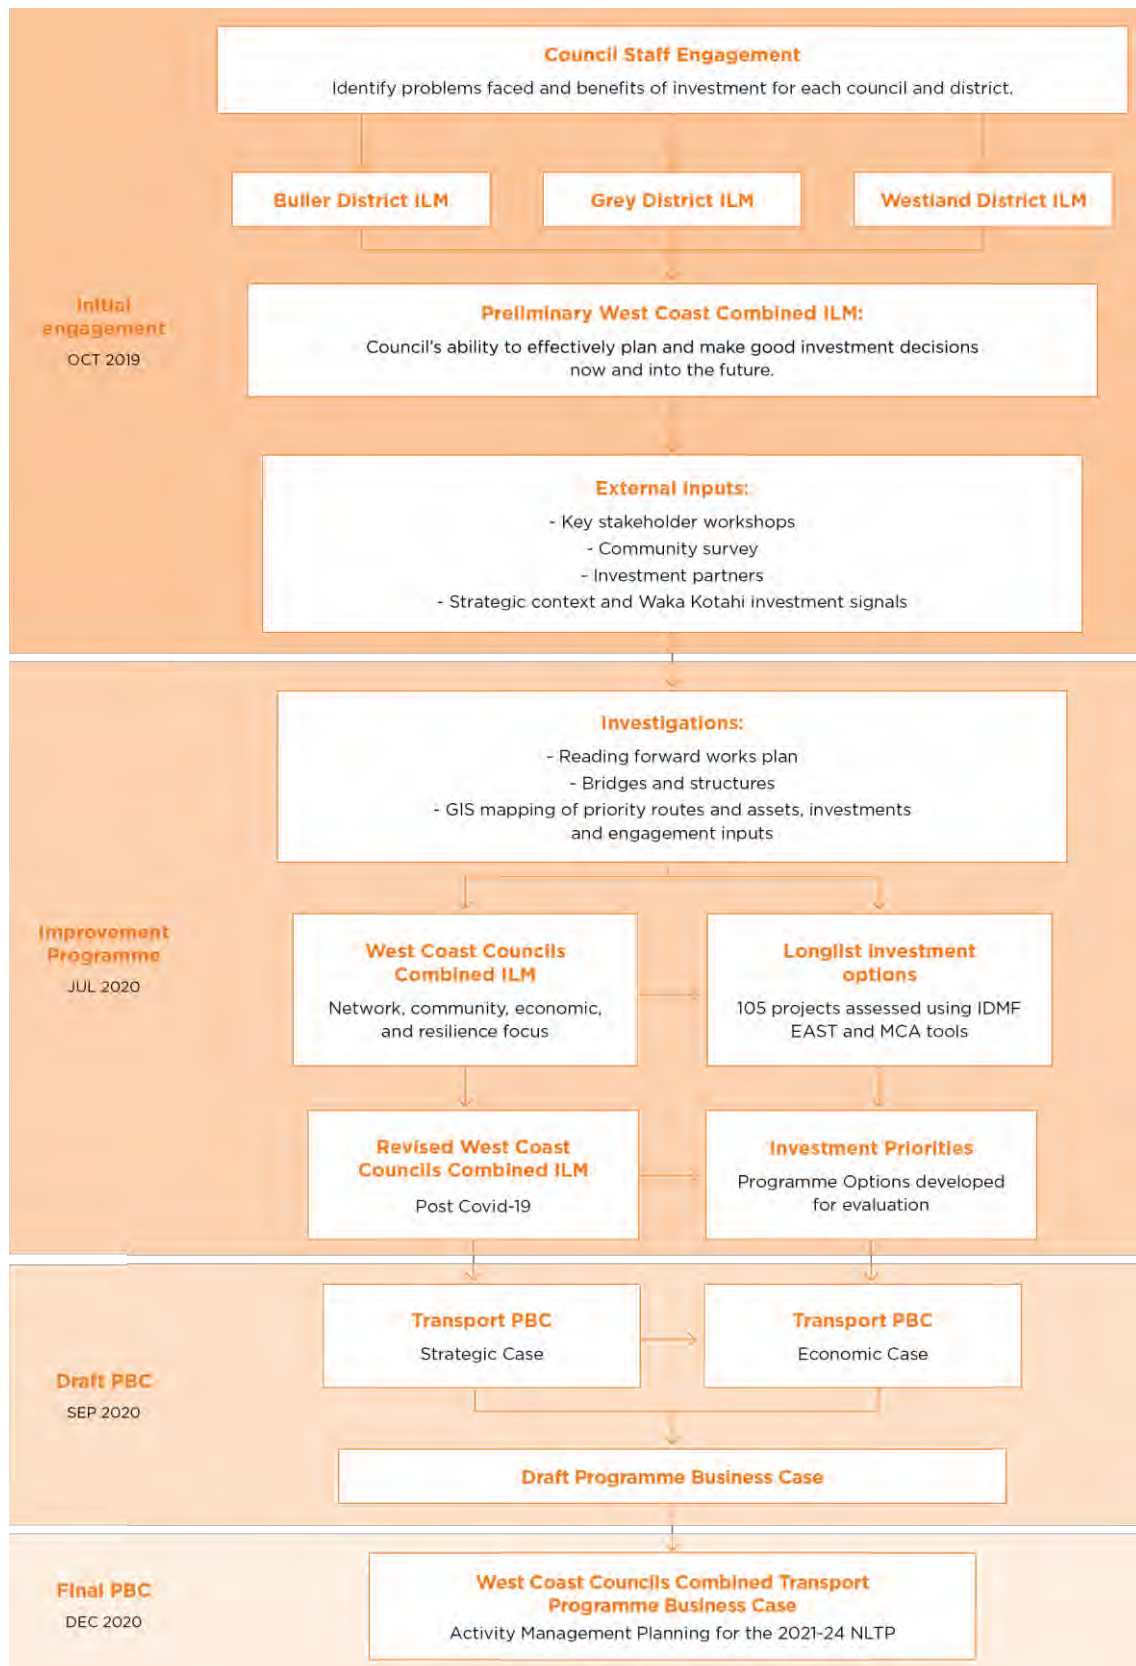 Council Staff Engagement
Identify problems faced and benefits of investment for each council and district.
Buller District ILM
Grey District ILM
Westland District ILM
Initial
engagement
OCT 2019
Preliminary West Coast Combined ILM:
Council's ability to effectively plan and make good investment decisions
now and into the future.
External Inputs:
- Key stakeholder workshops
- Community survey
- Investment partners
- Strategic context and Waka Kotahi investment signals
Investigations:
- Reading forward works plan
- Bridges and structures
- GIS mapping of priority routes and assets, investments
and engagement inputs
Improvement
Programme
JUL 2020
West Coast Councils
Combined ILM
Network, community, economic,
and resilience focus
Longlist investment
options
105 projects assessed using IDMF
EAST and MCA tools
Revised West Coast
Councils Combined ILM
Post Covid-19
Investment Priorities
Programme Options developed
for evaluation
Draft PBC
SEP 2020
Transport PBC
Strategic Case
Transport PBC
Economic Case
Draft Programme Business Case
Final PBC
DEC 2020
West Coast Councils Combined Transport
Programme Business Case
Activity Management Planning for the 2021-24 NLTP